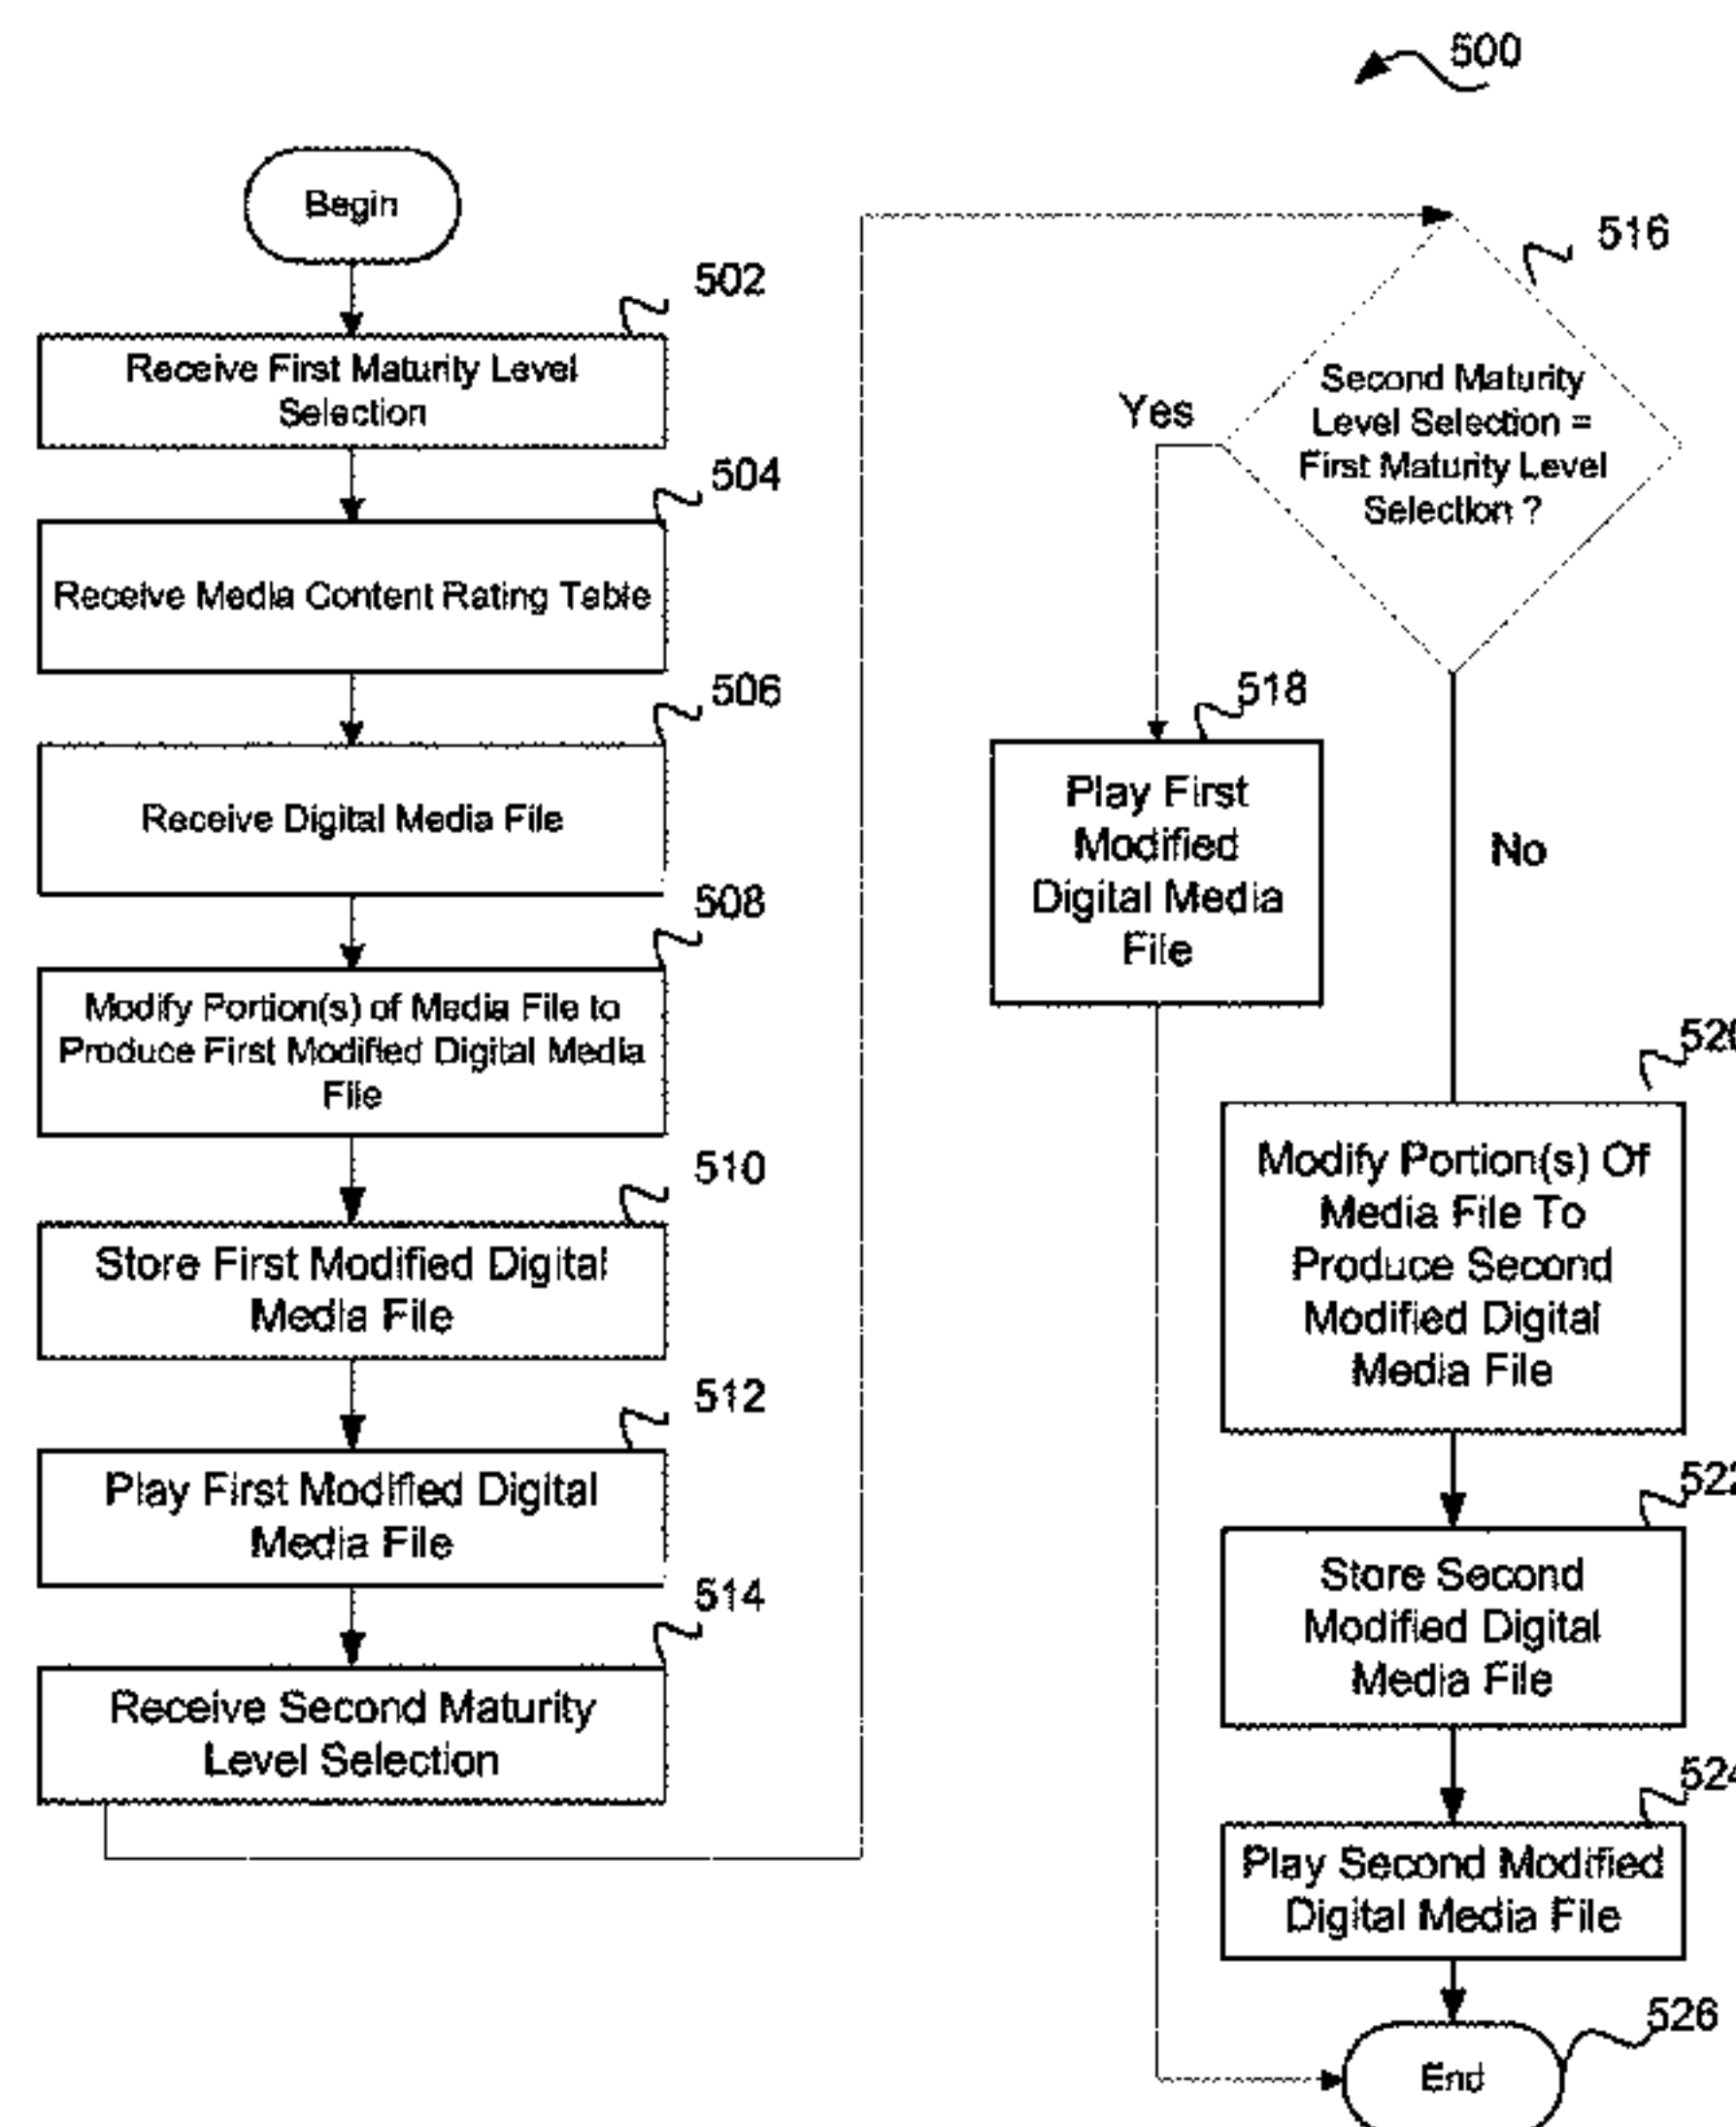 500
Begin
502
Receive First Maturity Level
Selection
504
Receive Media Content Rating Table
506
Receive Digital Media File
508
Modify Portion(s) of Media File to
Produce First Modified Digital Media
File
510
Store First Modified Digital
Media File
512
Play First Modified Digital
Media File
514
Receive Second Maturity
Level Selection
516
Second Maturity
Level Selection =
First Maturity Level
Selection ?
Yes
518
Play First
Modified
Digital Media
File
No
520
Modify Portion(s) Of
Media File To
Produce Second
Modified Digital
Media File
522
Store Second
Modified Digital
Media File
524
Play Second Modified
Digital Media File
526
End